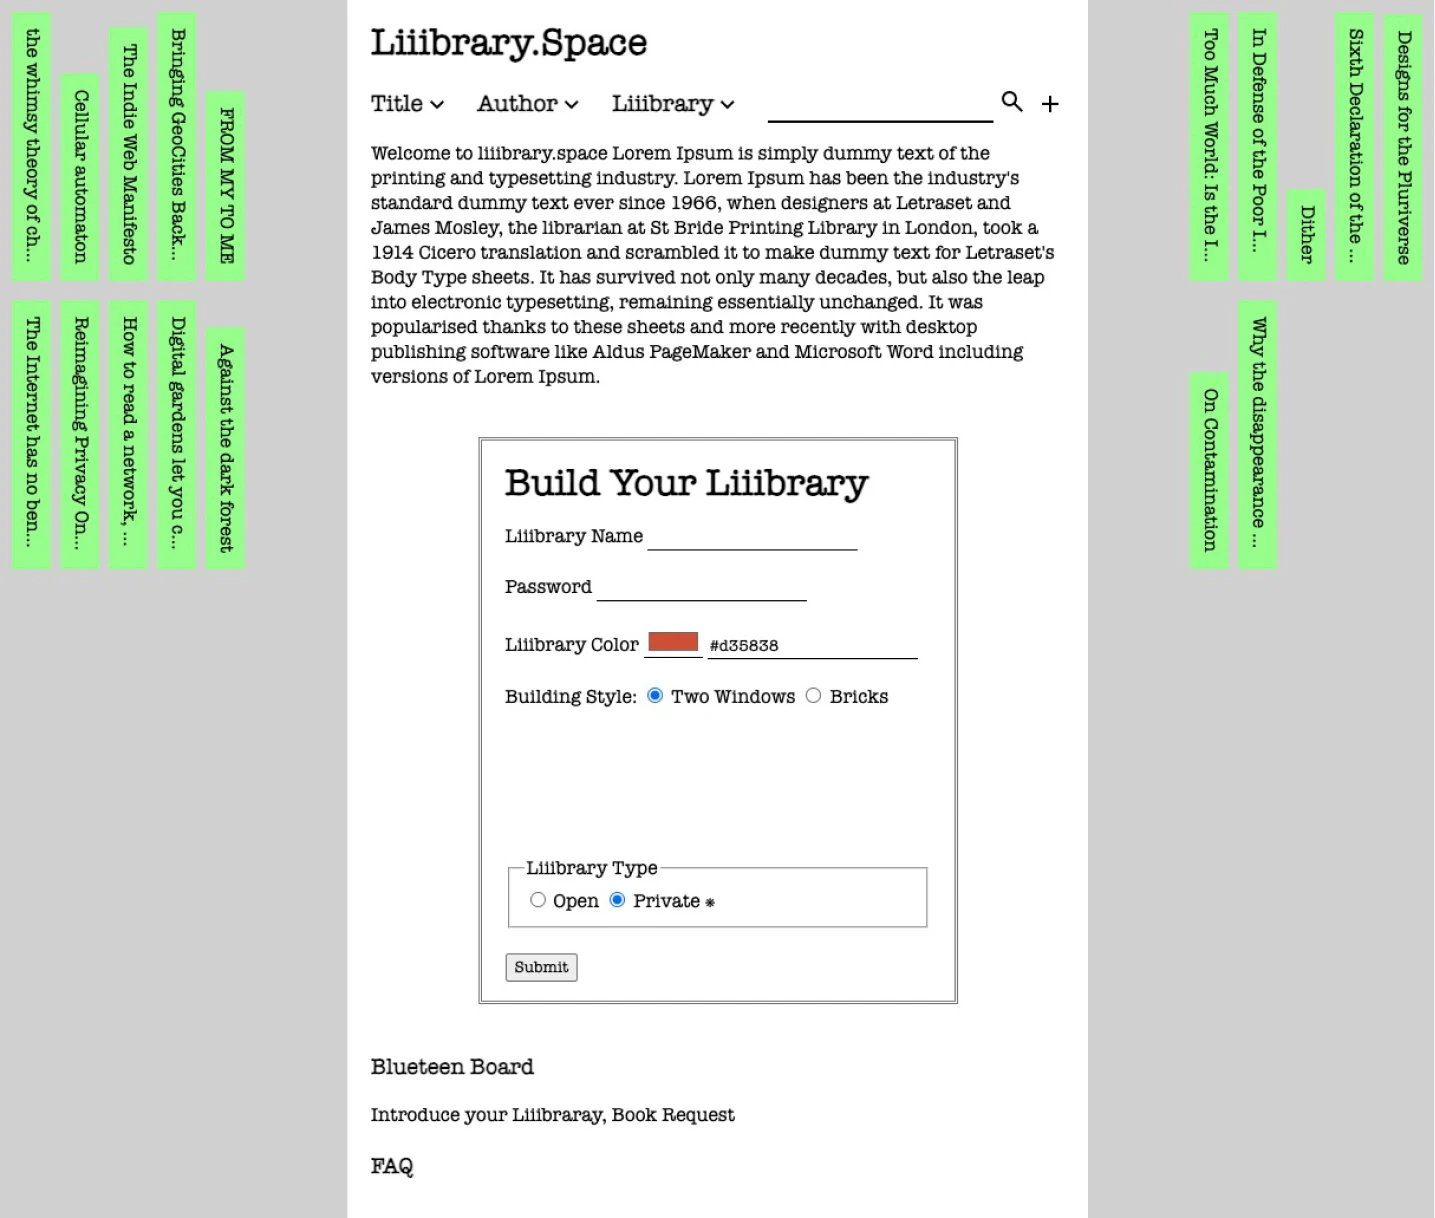 the whimsy theory of ch...
Cellular automaton
The Indie Web Manifesto
Bringing GeoCities Back...
FROM MY TO ME
The Internet has no ben...
Reimagining Privacy On...
How to read a network, ...
Digital gardens let you c...
Against the dark forest
Liiibrary.Space
Title Author Liiibrary
Welcome to liiibrary.space Lorem Ipsum is simply dummy text of the
printing and typesetting industry. Lorem Ipsum has been the industry's
standard dummy text ever since 1966, when designers at Letraset and
James Mosley, the librarian at St Bride Printing Library in London, took a
1914 Cicero translation and scrambled it to make dummy text for Letraset's
Body Type sheets. It has survived not only many decades, but also the leap
into electronic typesetting, remaining essentially unchanged. It was
popularised thanks to these sheets and more recently with desktop
publishing software like Aldus PageMaker and Microsoft Word including
versions of Lorem Ipsum.
Build Your Liiibrary
Liiibrary Name
Password
Liiibrary Color #d35838
Building Style: Two Windows Bricks
Liiibrary Type
Open Private *
Submit
Blueteen Board
Introduce your Liiibraray, Book Request
FAQ
Too Much World: Is the I...
In Defense of the Poor I...
Dither
Sixth Declaration of the ...
Designs for the Pluriverse
On Contamination
Why the disappearance ...